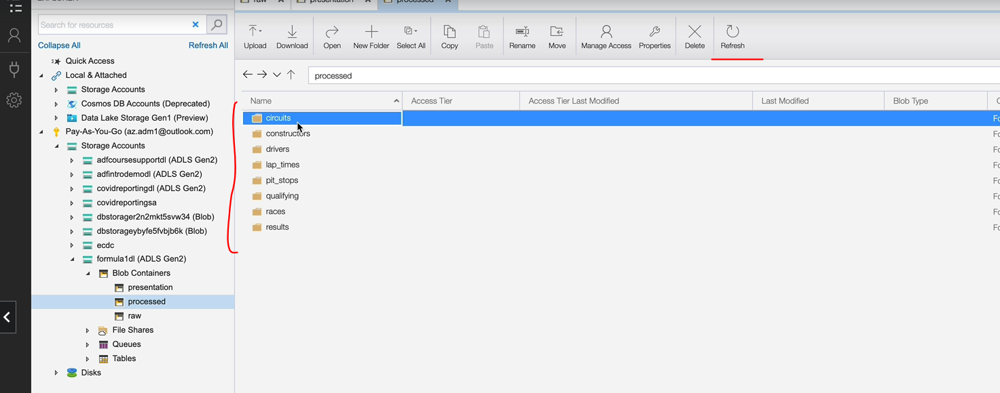 EXPLORER
raw
presentation
processed
Search for resources
Collapse All
Refresh All
Quick Access
Local & Attached
Storage Accounts
Cosmos DB Accounts (Deprecated)
Data Lake Storage Gen1 (Preview)
Pay-As-You-Go (az.adm1@outlook.com)
Storage Accounts
adfcoursesupportdl (ADLS Gen2)
adfintrodemodl (ADLS Gen2)
covidreportingdl (ADLS Gen2)
covidreportingsa
dbstorager2n2mkt5svw34 (Blob)
dbstorageybyfe5fvbjb6k (Blob)
ecdc
formula1dl (ADLS Gen2)
Blob Containers
presentation
processed
raw
File Shares
Queues
Tables
Disks
Upload
Download
Open
New Folder
Select All
Copy
Paste
Rename
Move
Manage Access
Properties
Delete
Refresh
processed
Name
Access Tier
Access Tier Last Modified
Last Modified
Blob Type
circuits
constructors
drivers
lap_times
pit_stops
qualifying
races
results